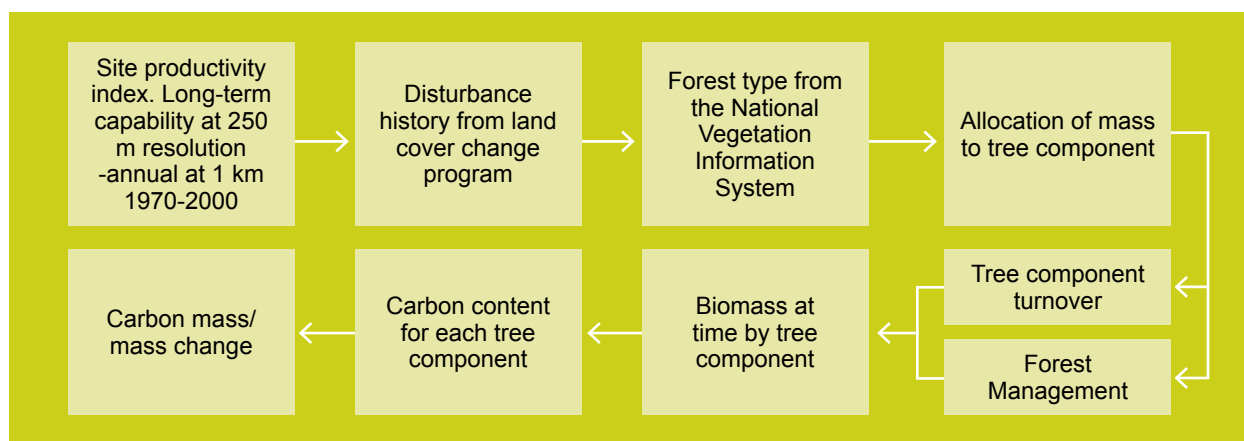 Site productivity
index. Long-term
capability at 250
m resolution
-annual at 1 km
1970-2000
Disturbance
history from land
cover change
program
Forest type from
the National
Vegetation
Information
System
Allocation of mass
to tree component
Tree component
turnover
Forest
Management
Biomass at
time by tree
component
Carbon content
for each tree
component
Carbon mass/
mass change